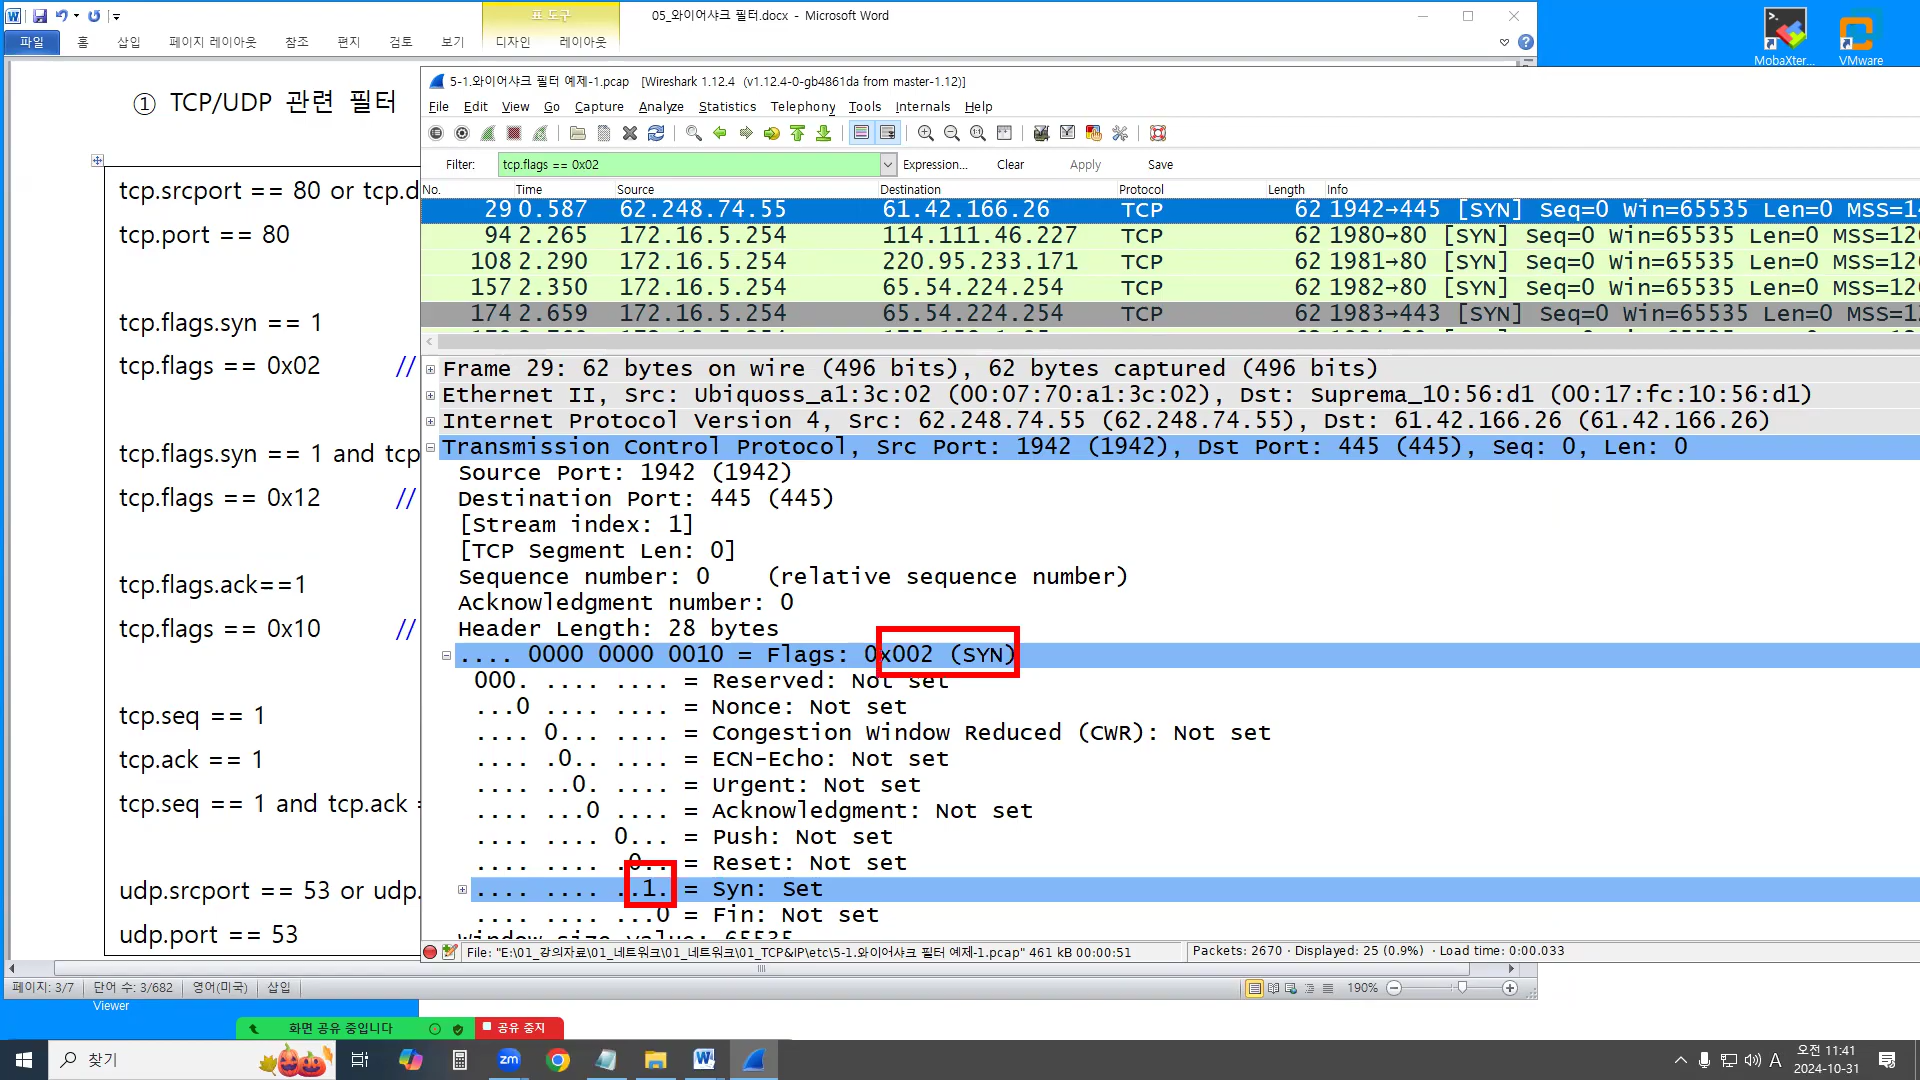 05_와이어샤크 필터.docx - Microsoft Word
표 도구
파일 홈 삽입 페이지 레이아웃 참조 편지 검토 보기 디자인 레이아웃
MobaXter...
VMware
① TCP/UDP 관련 필터
tcp.srcport == 80 or tcp.d
tcp.port == 80
tcp.flags.syn == 1
tcp.flags == 0x02 //
tcp.flags.syn == 1 and tcp
tcp.flags == 0x12 //
tcp.flags.ack==1
tcp.flags == 0x10 //
tcp.seq == 1
tcp.ack == 1
tcp.seq == 1 and tcp.ack =
udp.srcport == 53 or udp.
udp.port == 53
5-1.와이어샤크 필터 예제-1.pcap [Wireshark 1.12.4 (v1.12.4-0-gb4861da from master-1.12)]
File Edit View Go Capture Analyze Statistics Telephony Tools Internals Help
Filter: tcp.flags == 0x02 Expression... Clear Apply Save
No. Time Source Destination Protocol Length Info
29 0.587 62.248.74.55 61.42.166.26 TCP 62 1942→445 [SYN] Seq=0 Win=65535 Len=0 MSS=14
94 2.265 172.16.5.254 114.111.46.227 TCP 62 1980→80 [SYN] Seq=0 Win=65535 Len=0 MSS=126
108 2.290 172.16.5.254 220.95.233.171 TCP 62 1981→80 [SYN] Seq=0 Win=65535 Len=0 MSS=126
157 2.350 172.16.5.254 65.54.224.254 TCP 62 1982→80 [SYN] Seq=0 Win=65535 Len=0 MSS=126
174 2.659 172.16.5.254 65.54.224.254 TCP 62 1983→443 [SYN] Seq=0 Win=65535 Len=0 MSS=12
Frame 29: 62 bytes on wire (496 bits), 62 bytes captured (496 bits)
Ethernet II, Src: Ubiquoss_a1:3c:02 (00:07:70:a1:3c:02), Dst: Suprema_10:56:d1 (00:17:fc:10:56:d1)
Internet Protocol Version 4, Src: 62.248.74.55 (62.248.74.55), Dst: 61.42.166.26 (61.42.166.26)
Transmission Control Protocol, Src Port: 1942 (1942), Dst Port: 445 (445), Seq: 0, Len: 0
Source Port: 1942 (1942)
Destination Port: 445 (445)
[Stream index: 1]
[TCP Segment Len: 0]
Sequence number: 0 (relative sequence number)
Acknowledgment number: 0
Header Length: 28 bytes
.... 0000 0000 0010 = Flags: 0x002 (SYN)
000. .... .... = Reserved: Not set
...0 .... .... = Nonce: Not set
.... 0... .... = Congestion Window Reduced (CWR): Not set
.... .0.. .... = ECN-Echo: Not set
.... ..0. .... = Urgent: Not set
.... ...0 .... = Acknowledgment: Not set
.... .... 0... = Push: Not set
.... .... .0.. = Reset: Not set
.... .... ..1. = Syn: Set
.... .... ...0 = Fin: Not set
Window size value: 65535
File: "E:\01_강의자료\01_네트워크\01_네트워크\01_TCP&IP\etc\5-1.와이어샤크 필터 예제-1.pcap" 461 kB 00:00:51
Packets: 2670 · Displayed: 25 (0.9%) · Load time: 0:00.033
페이지: 3/7 단어 수: 3/682 영어(미국) 삽입 190%
Viewer
화면 공유 중입니다 공유 중지
찾기
zm
A
오전 11:41
2024-10-31